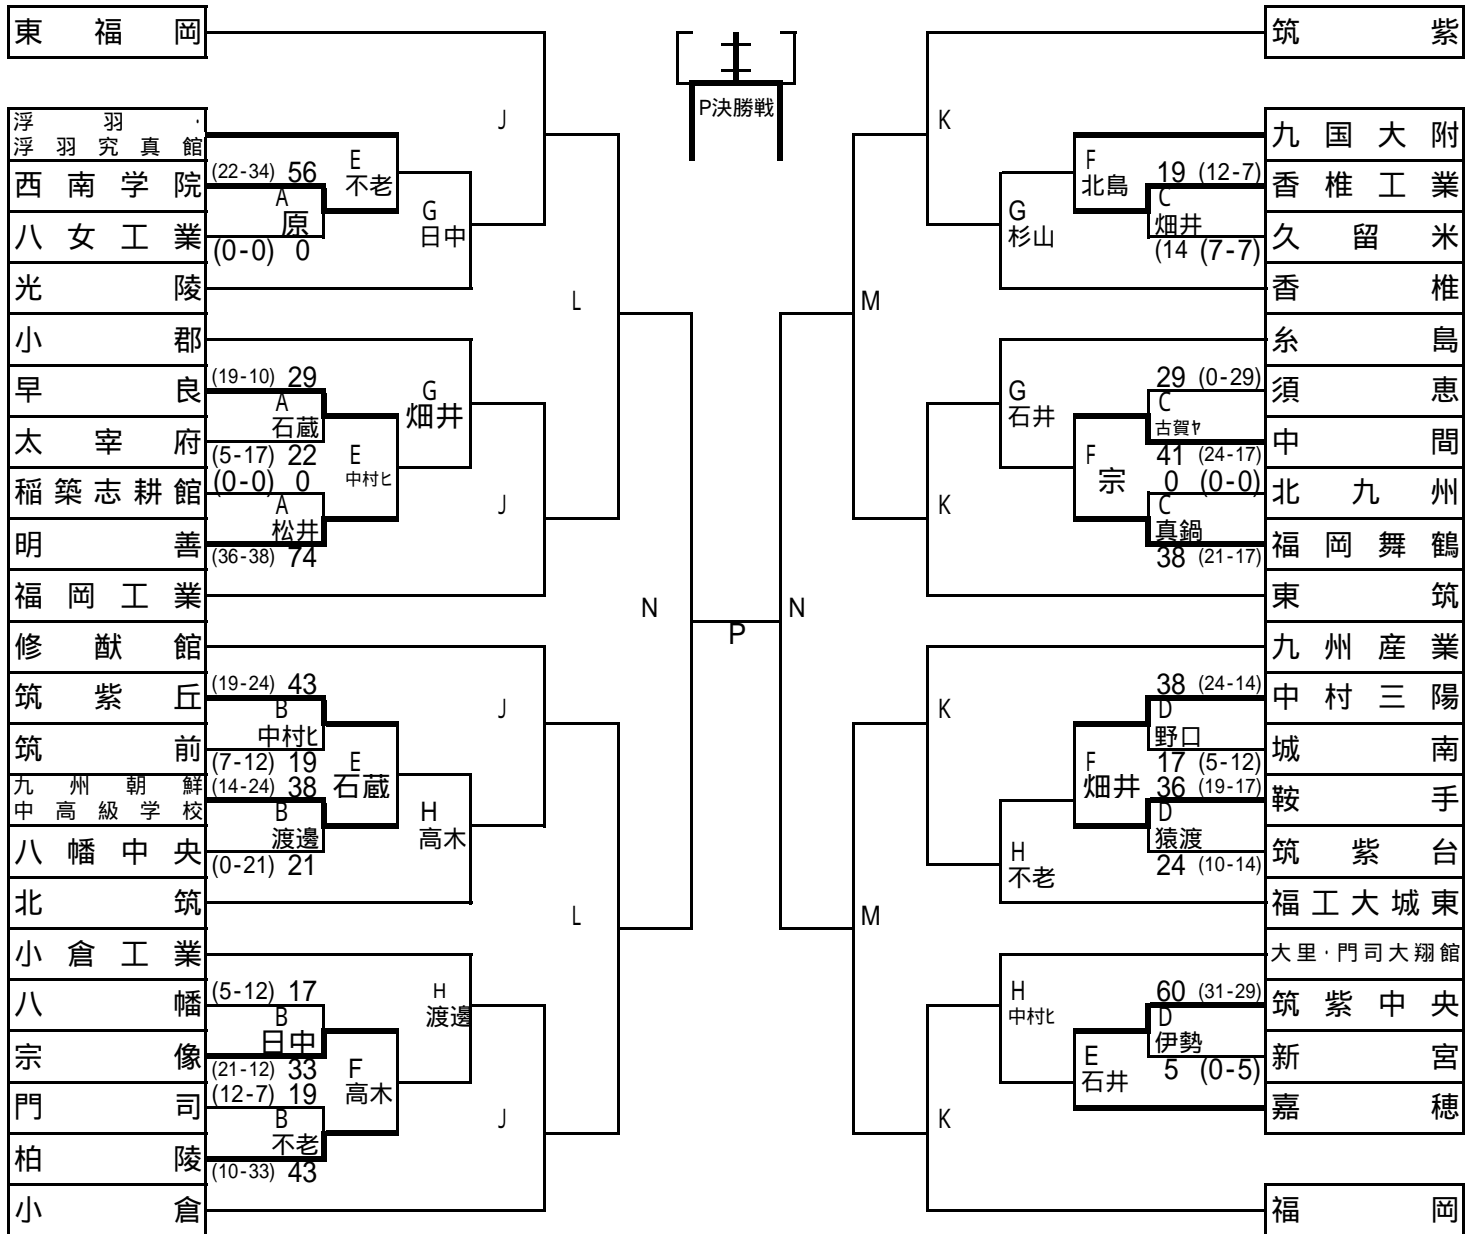 東福岡
浮羽・
浮羽究真館
西南学院
八女工業
光陵
小郡
早良
太宰府
稲築志耕館
明善
福岡工業
修猷館
筑紫丘
筑前
九州朝鮮
中高級学校
八幡中央
北筑
小倉工業
八幡
宗像
門司
柏陵
小倉
(22-34) 56
A
原
(0-0) 0
E
不老
G
日中
J
(19-10) 29
A
石蔵
(5-17) 22
(0-0) 0
A
松井
(36-38) 74
E
中村ヒ
G
畑井
J
L
(19-24) 43
B
中村ヒ
(7-12) 19
(14-24) 38
B
渡邊
(0-21) 21
E
石蔵
H
高木
J
(5-12) 17
B
日中
(21-12) 33
(12-7) 19
B
不老
(10-33) 43
F
高木
H
渡邊
J
L
N
P決勝戦
P
N
K
M
F
北島
G
杉山
19 (12-7)
C
畑井
(14 (7-7)
G
石井
29 (0-29)
C
古賀ヤ
41 (24-17)
F
宗
0 (0-0)
C
真鍋
38 (21-17)
K
K
38 (24-14)
D
野口
17 (5-12)
F
畑井
36 (19-17)
D
猿渡
24 (10-14)
H
不老
M
H
中村ヒ
60 (31-29)
D
伊勢
5 (0-5)
E
石井
K
筑紫
九国大附
香椎工業
久留米
香椎
糸島
須恵
中間
北九州
福岡舞鶴
東筑
九州産業
中村三陽
城南
鞍手
筑紫台
福工大城東
大里・門司大翔館
筑紫中央
新宮
嘉穂
福岡